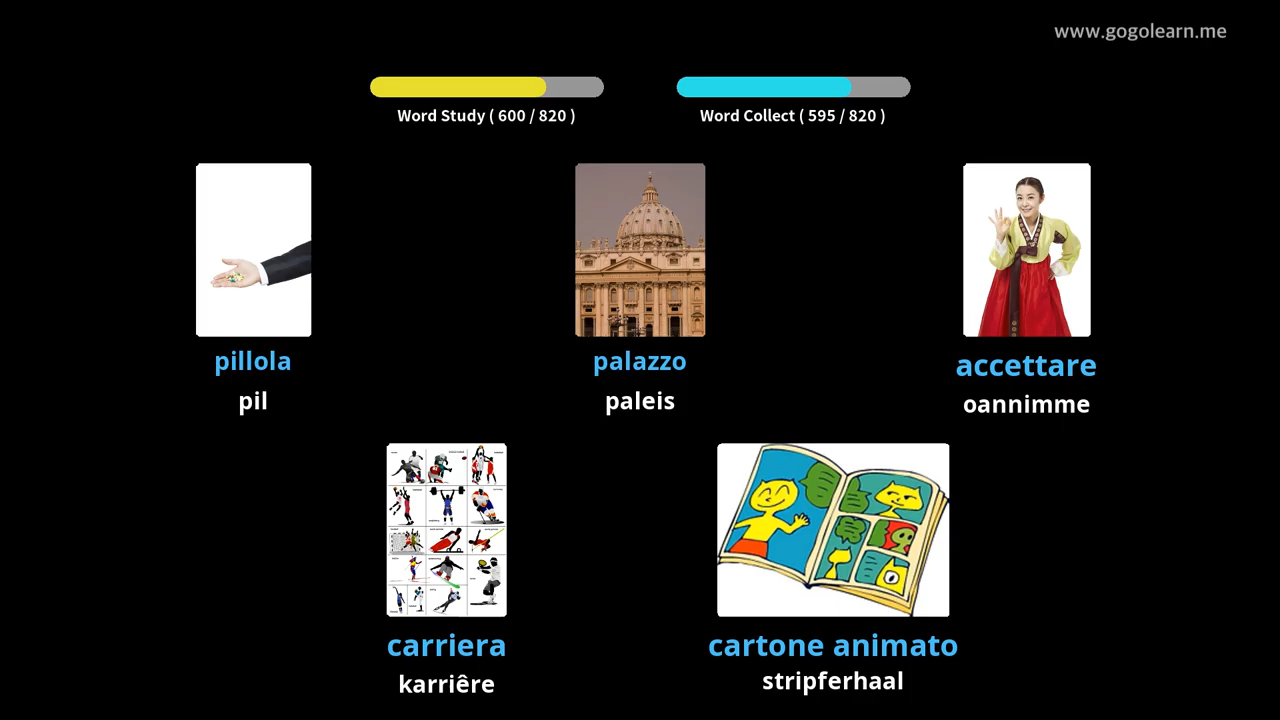 www.gogolearn.me
Word Study ( 600 / 820 )
Word Collect ( 595 / 820 )
pillola
palazzo
accettare
pil
paleis
oannimme
carriera
cartone animato
karriêre
stripferhaal